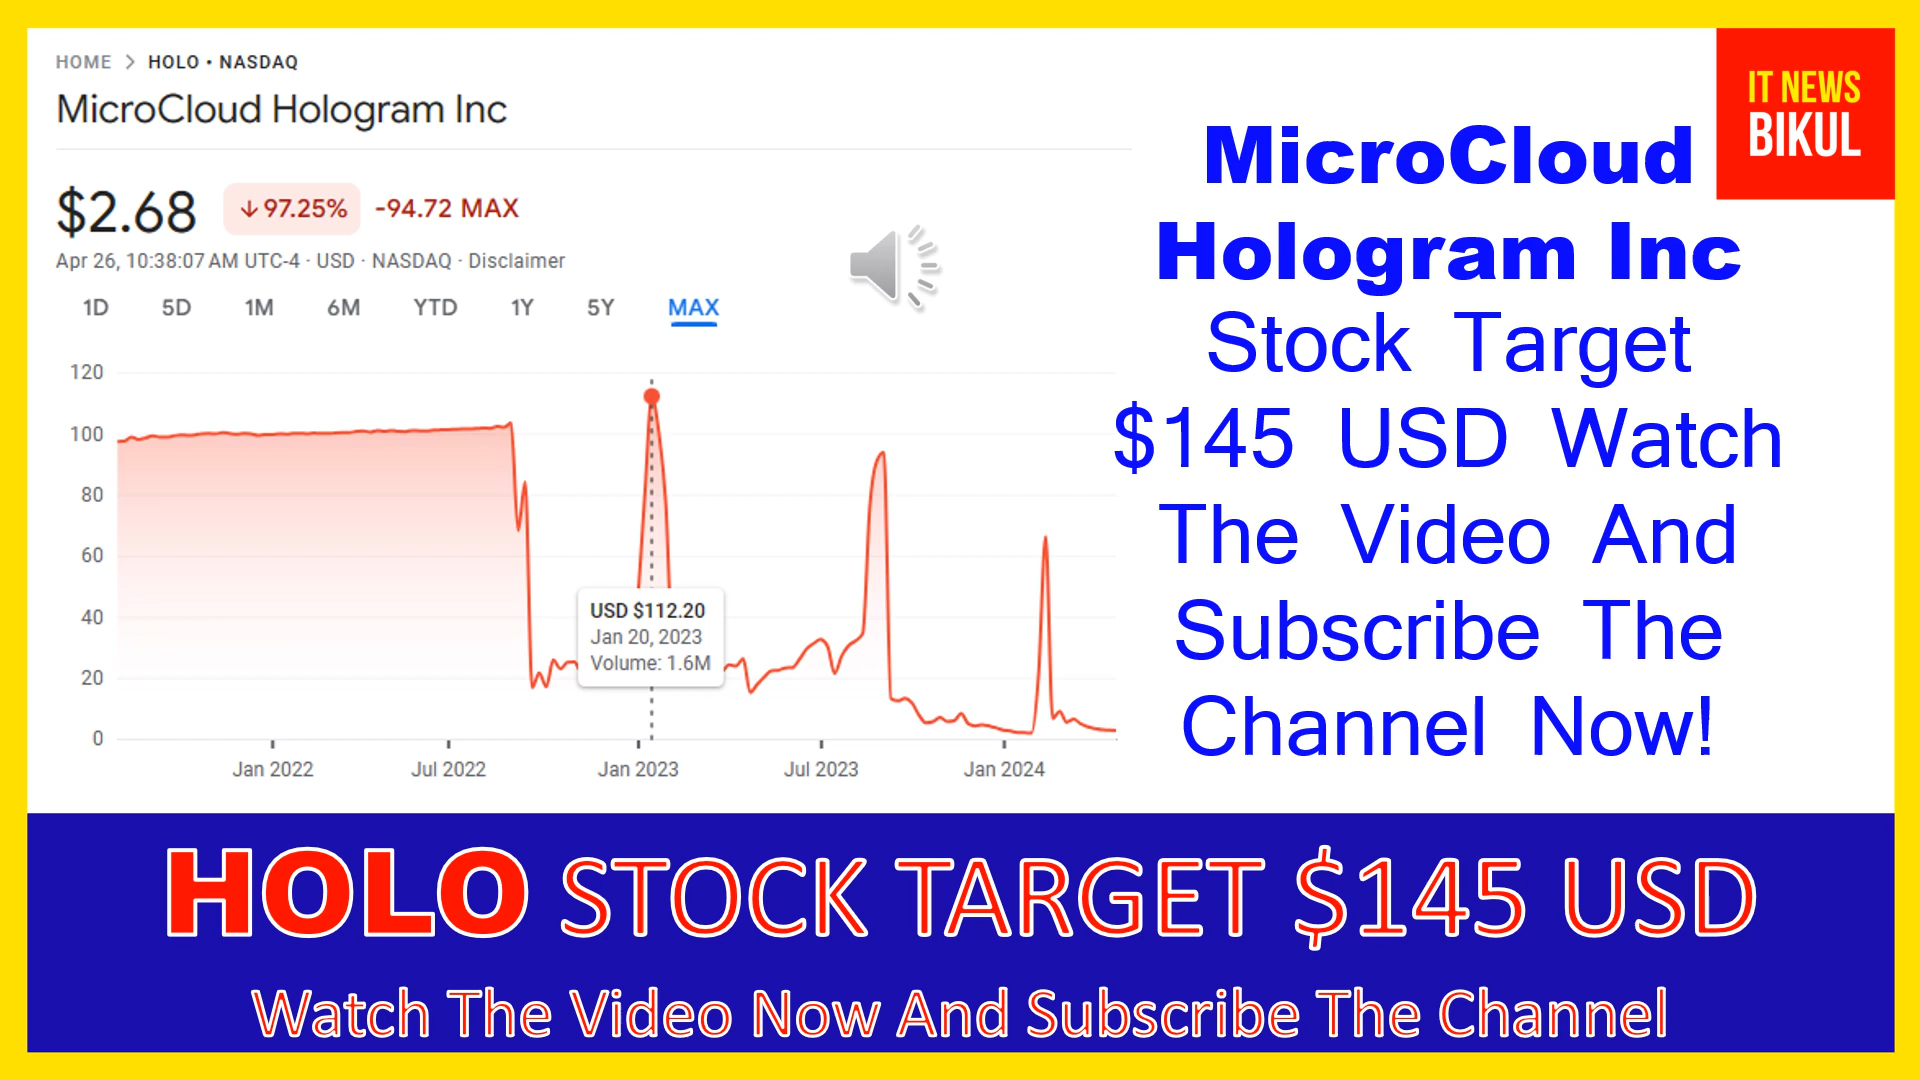 HOME > HOLO • NASDAQ
MicroCloud Hologram Inc
$2.68 ↓97.25% -94.72 MAX
Apr 26, 10:38:07 AM UTC-4 · USD · NASDAQ · Disclaimer
1D 5D 1M 6M YTD 1Y 5Y MAX
120
100
80
60
40
20
0
USD $112.20
Jan 20, 2023
Volume: 1.6M
Jan 2022 Jul 2022 Jan 2023 Jul 2023 Jan 2024
IT NEWS
BIKUL
MicroCloud
Hologram Inc
Stock Target
$145 USD Watch
The Video And
Subscribe The
Channel Now!
HOLO STOCK TARGET $145 USD
Watch The Video Now And Subscribe The Channel